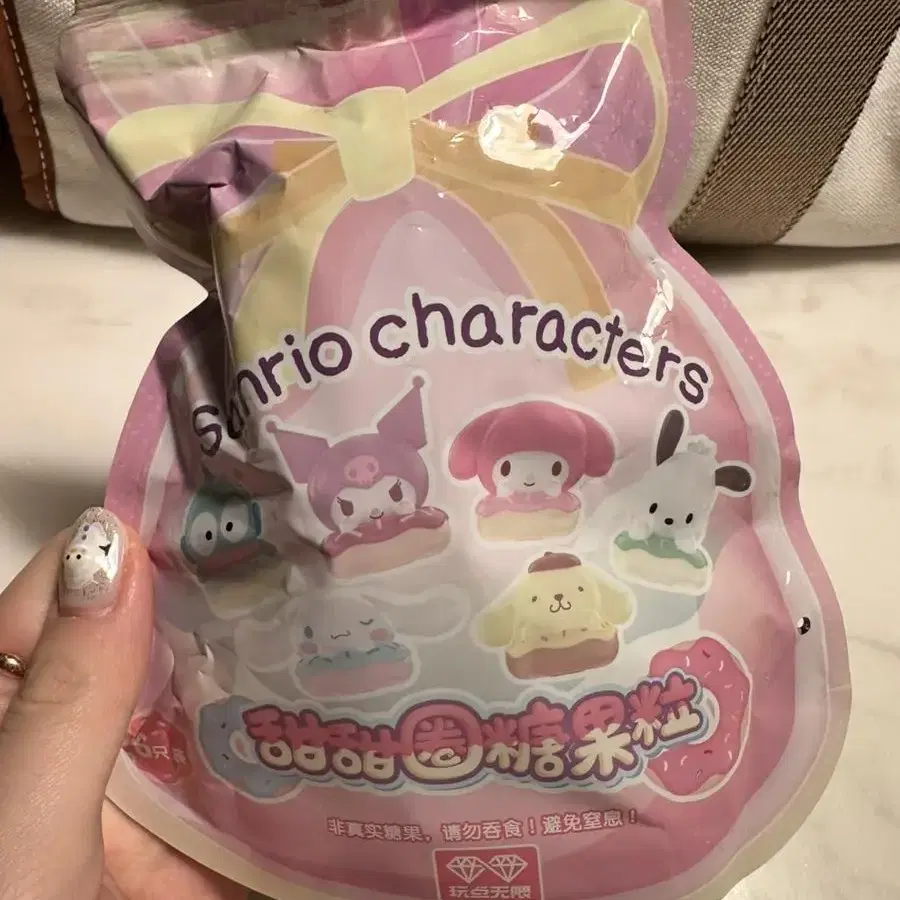 Sanrio characters
甜甜圈糖果粒
6只装
非真实糖果，请勿吞食！避免窒息！
玩点无限